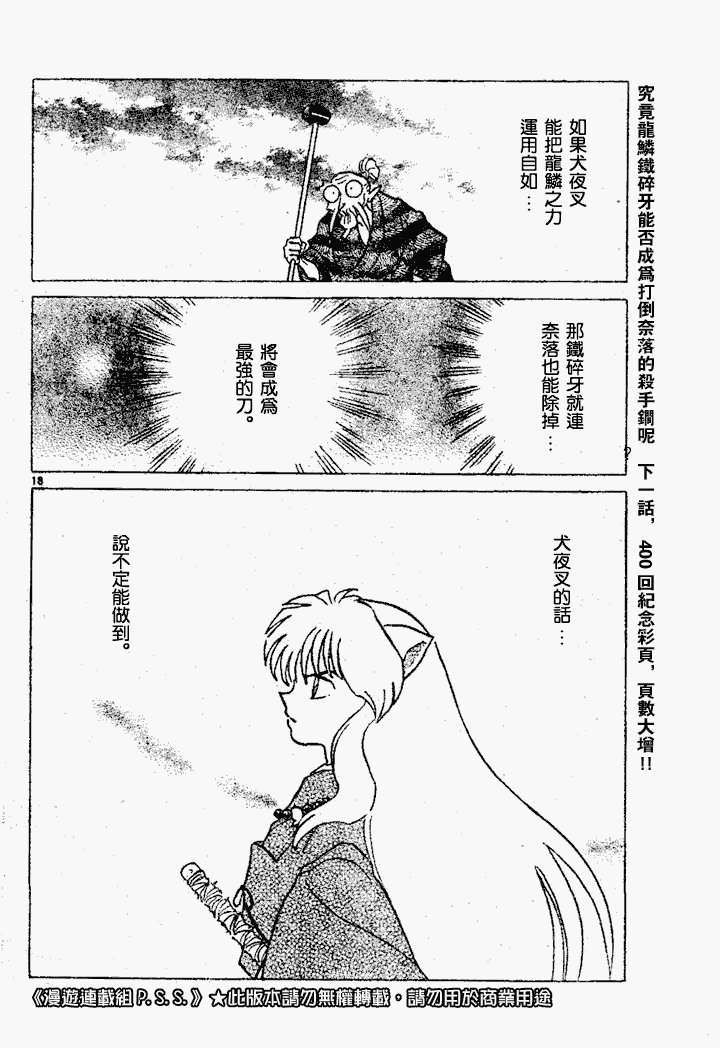 如果犬夜叉
能把龍鱗之力
運用自如…
那鐵碎牙就連
奈落也能除掉…
將會成為
最強的刀。
18
犬夜叉的話…
說不定能做到。
究竟龍鱗鐵碎牙能否成爲打倒奈落的殺手鐧呢? 下一話,400回紀念彩頁,頁數大增!!
《漫遊連載組P.S.S.》★此版本請勿無權轉載,請勿用於商業用途